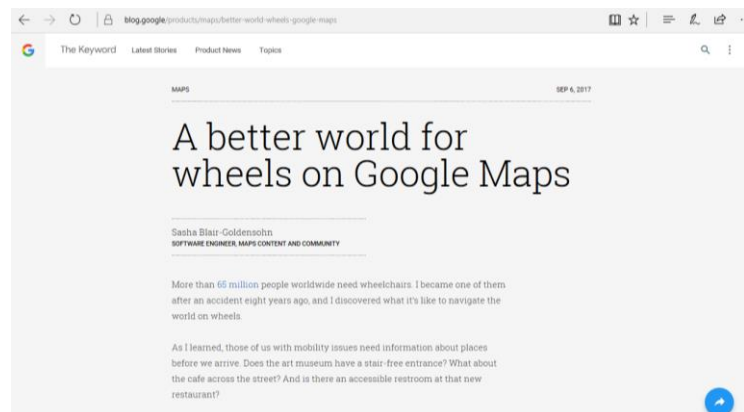 blog.google/products/maps/better-world-wheels-google-maps
The Keyword Latest Stories Product News Topics
MAPS SEP 6, 2017
A better world for
wheels on Google Maps
Sasha Blair-Goldensohn
SOFTWARE ENGINEER, MAPS CONTENT AND COMMUNITY
More than 65 million people worldwide need wheelchairs. I became one of them
after an accident eight years ago, and I discovered what it's like to navigate the
world on wheels.
As I learned, those of us with mobility issues need information about places
before we arrive. Does the art museum have a stair-free entrance? What about
the cafe across the street? And is there an accessible restroom at that new
restaurant?